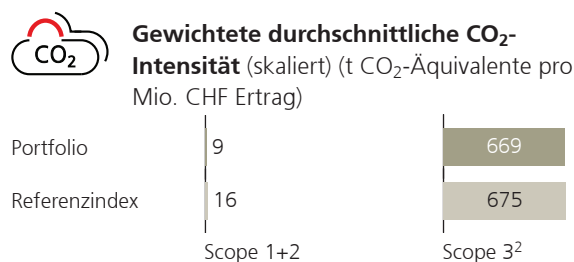 CO₂
Gewichtete durchschnittliche CO₂-
Intensität (skaliert) (t CO₂-Äquivalente pro
Mio. CHF Ertrag)
Portfolio 9 669
Referenzindex 16 675
Scope 1+2 Scope 3²